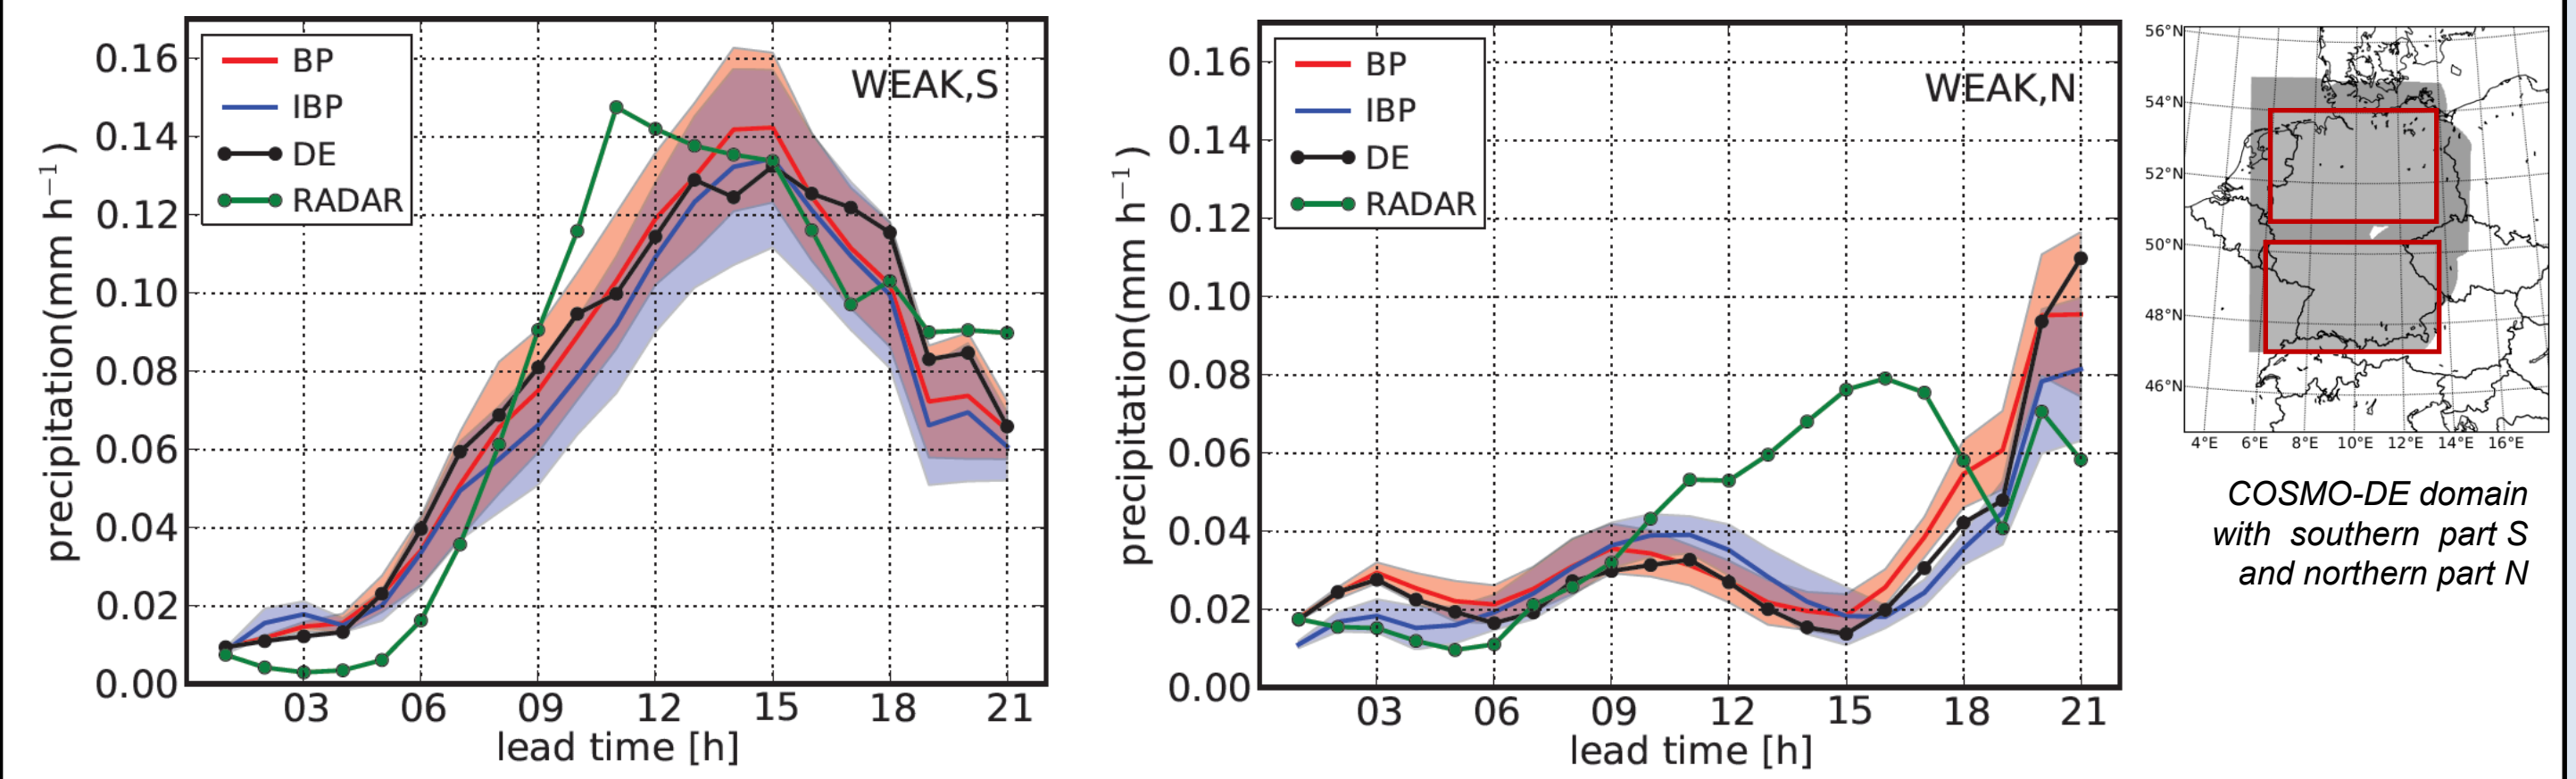 0.16
0.14
0.12
0.10
0.08
0.06
0.04
0.02
0.00
precipitation(mm h⁻¹ )
BP
IBP
DE
RADAR
WEAK,S
03 06 09 12 15 18 21
lead time [h]
0.16
0.14
0.12
0.10
0.08
0.06
0.04
0.02
0.00
precipitation(mm h⁻¹ )
BP
IBP
DE
RADAR
WEAK,N
03 06 09 12 15 18 21
lead time [h]
56°N
54°N
52°N
50°N
48°N
46°N
4°E 6°E 8°E 10°E 12°E 14°E 16°E
COSMO-DE domain
with southern part S
and northern part N